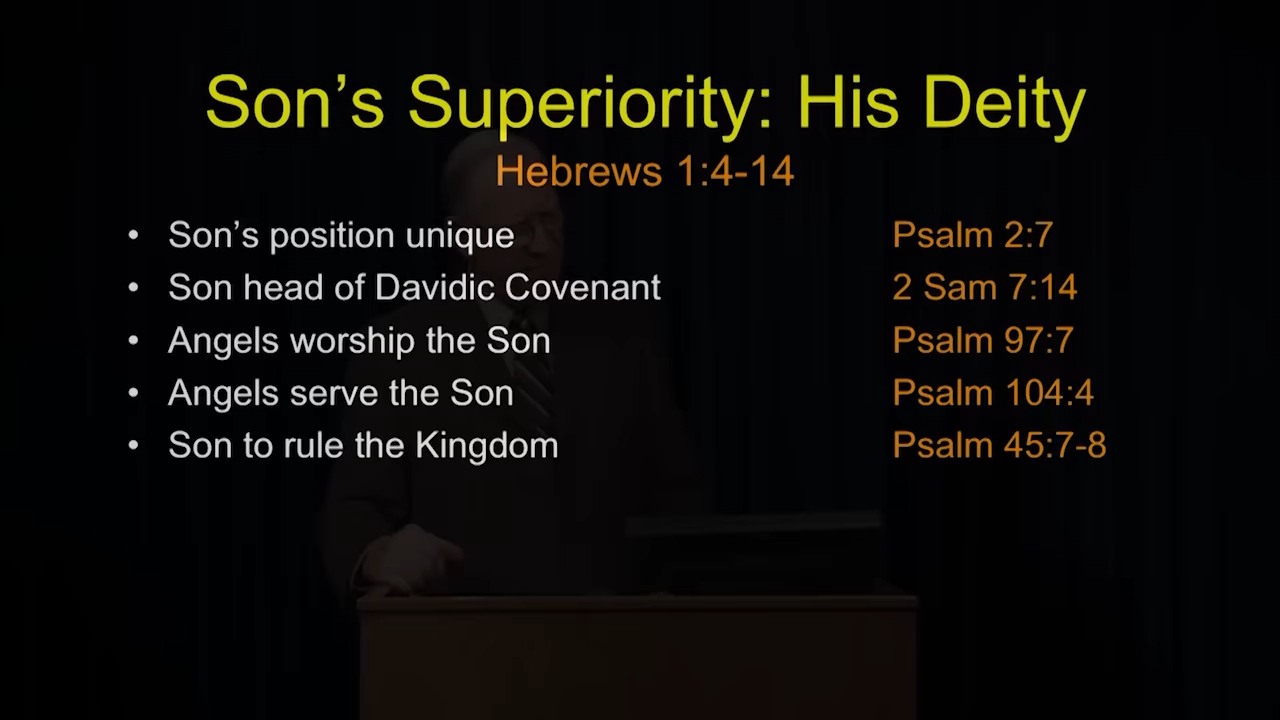 Son's Superiority: His Deity
Hebrews 1:4-14
• Son's position unique Psalm 2:7
• Son head of Davidic Covenant 2 Sam 7:14
• Angels worship the Son Psalm 97:7
• Angels serve the Son Psalm 104:4
• Son to rule the Kingdom Psalm 45:7-8